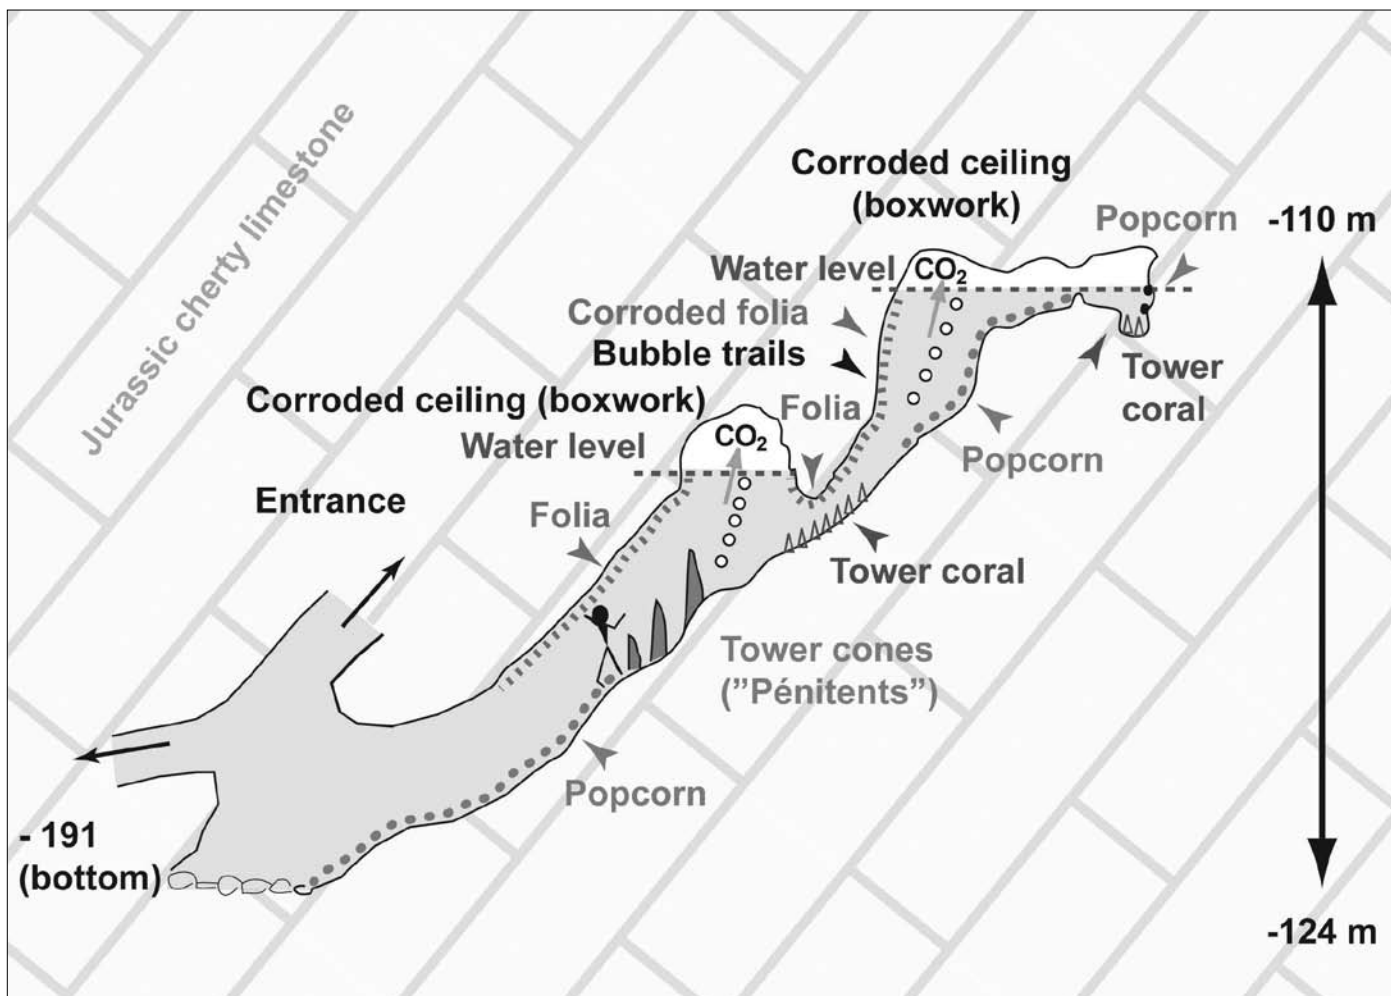 Jurassic cherty limestone
Corroded ceiling
(boxwork)
Popcorn
-110 m
Water level
CO₂
Corroded folia
Bubble trails
Tower
coral
Corroded ceiling (boxwork)
Folia
CO₂
Water level
Popcorn
Entrance
Folia
Tower coral
Tower cones
("Pénitents")
Popcorn
- 191
(bottom)
-124 m